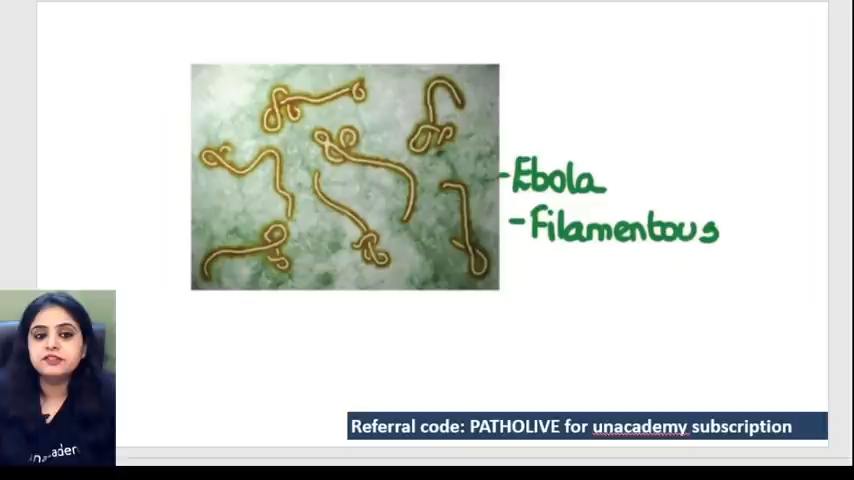 -Ebola
-Filamentous
Referral code: PATHOLIVE for unacademy subscription